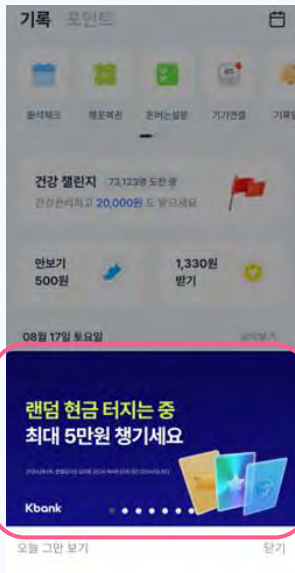 기록 포인트
출석체크 행운복권 돈버는설문 기기연결
건강 챌린지 73,123명 도전 중
건강관리하고 20,000원 도 받으세요
만보기
500원
1,330원
받기
08월 17일 토요일
랜덤 현금 터지는 중
최대 5만원 챙기세요
Kbank
오늘 그만 보기 닫기